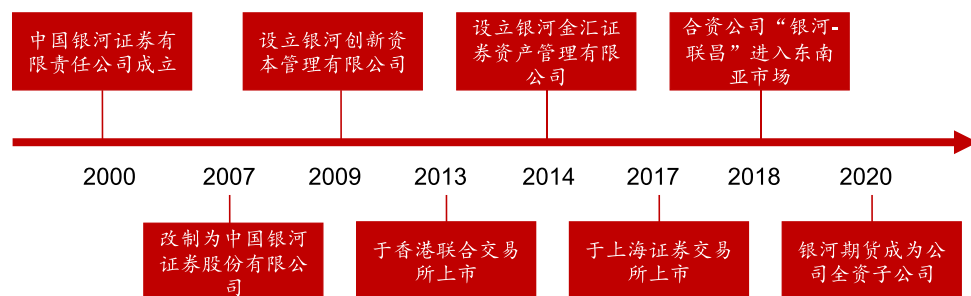 中国银河证券有
限责任公司成立
设立银河创新资
本管理有限公司
设立银河金汇证
券资产管理有限
公司
合资公司“银河-
联昌”进入东南
亚市场
2000
2007
2009
2013
2014
2017
2018
2020
改制为中国银河
证券股份有限公
司
于香港联合交易
所上市
于上海证券交易
所上市
银河期货成为公
司全资子公司